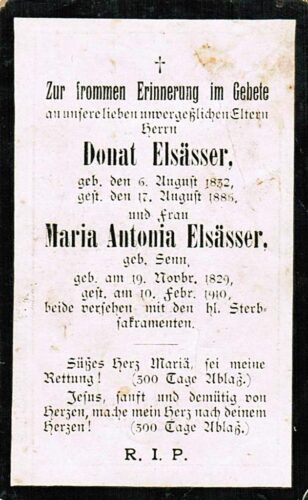 †
Zur frommen Erinnerung im Gebete
an unsere lieben unvergeßlichen Eltern
Herrn
Donat Elsässer,
geb. den 6. August 1832,
gest. den 17. August 1886,
und Frau
Maria Antonia Elsässer,
geb. Senn,
geb. am 19. Novbr. 1829,
gest. am 10. Febr. 1910,
beide versehen mit den hl. Sterb-
sakramenten.
Süßes Herz Mariä, sei meine
Rettung! (300 Tage Ablaß.)
Jesus, sanft und demütig von
Herzen, mache mein Herz nach deinem
Herzen! (300 Tag Ablaß.)
R. I. P.